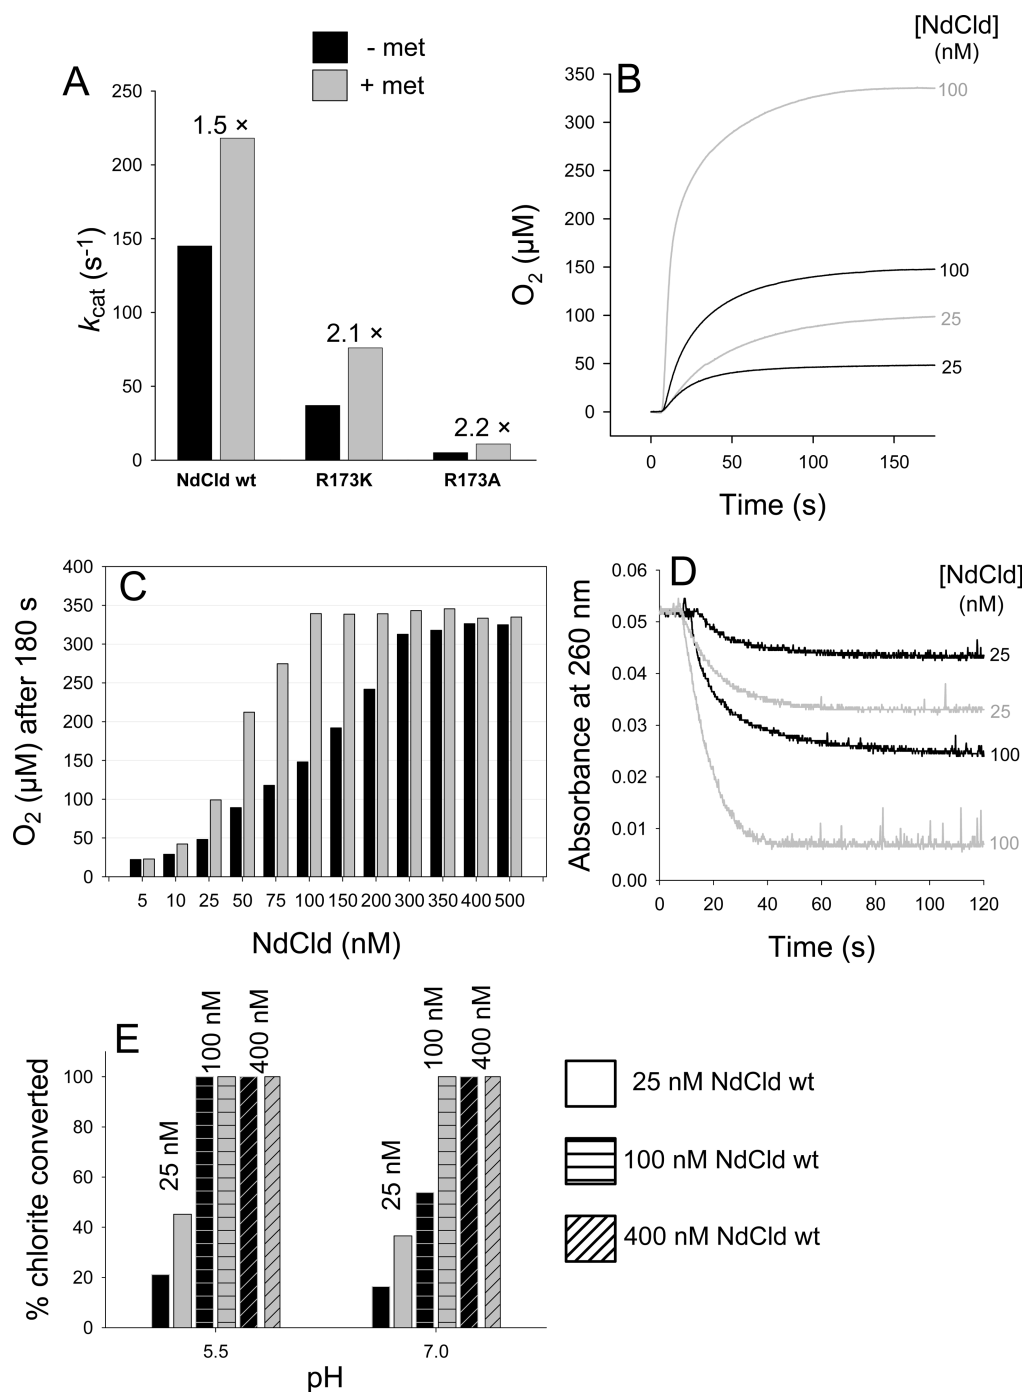 - met
+ met
A
250
200
150
100
50
0
k cat (s-1)
1.5 ×
2.1 ×
2.2 ×
NdCld wt
R173K
R173A
[NdCld]
(nM)
B
350
300
250
200
150
100
50
0
O2 (µM)
100
100
25
25
0
50
100
150
Time (s)
C
400
350
300
250
200
150
100
50
0
O2 (µM) after 180 s
5
10
25
50
75
100
150
200
300
350
400
500
NdCld (nM)
D
[NdCld]
(nM)
0.06
0.05
0.04
0.03
0.02
0.01
0.00
Absorbance at 260 nm
25
25
100
100
0
20
40
60
80
100
120
Time (s)
E
100
80
60
40
20
0
% chlorite converted
25 nM
100 nM
400 nM
25 nM
100 nM
400 nM
5.5
7.0
pH
25 nM NdCld wt
100 nM NdCld wt
400 nM NdCld wt